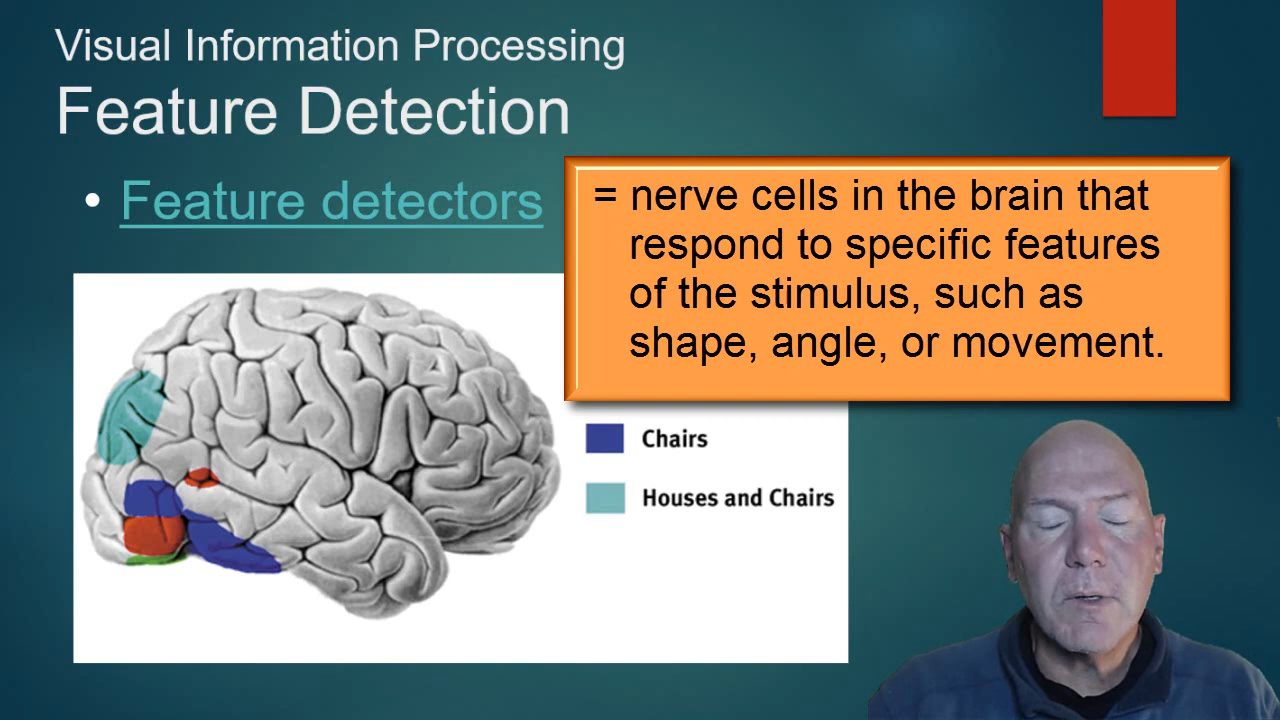 Visual Information Processing
Feature Detection
• Feature detectors
= nerve cells in the brain that
respond to specific features
of the stimulus, such as
shape, angle, or movement.
Chairs
Houses and Chairs